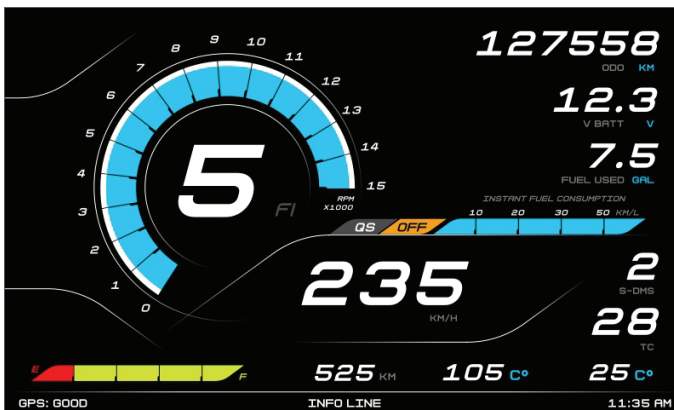 127558
ODO KM
12.3
V BATT V
7.5
FUEL USED GAL
0
1
2
3
4
5
6
7
8
9
10
11
12
13
14
15
RPM
X1000
5
FI
INSTANT FUEL CONSUMPTION
10 20 30 50 KM/L
QS OFF
235
KM/H
2
S-DMS
28
TC
E F
525 KM
105 C°
25 C°
GPS: GOOD
INFO LINE
11:35 AM